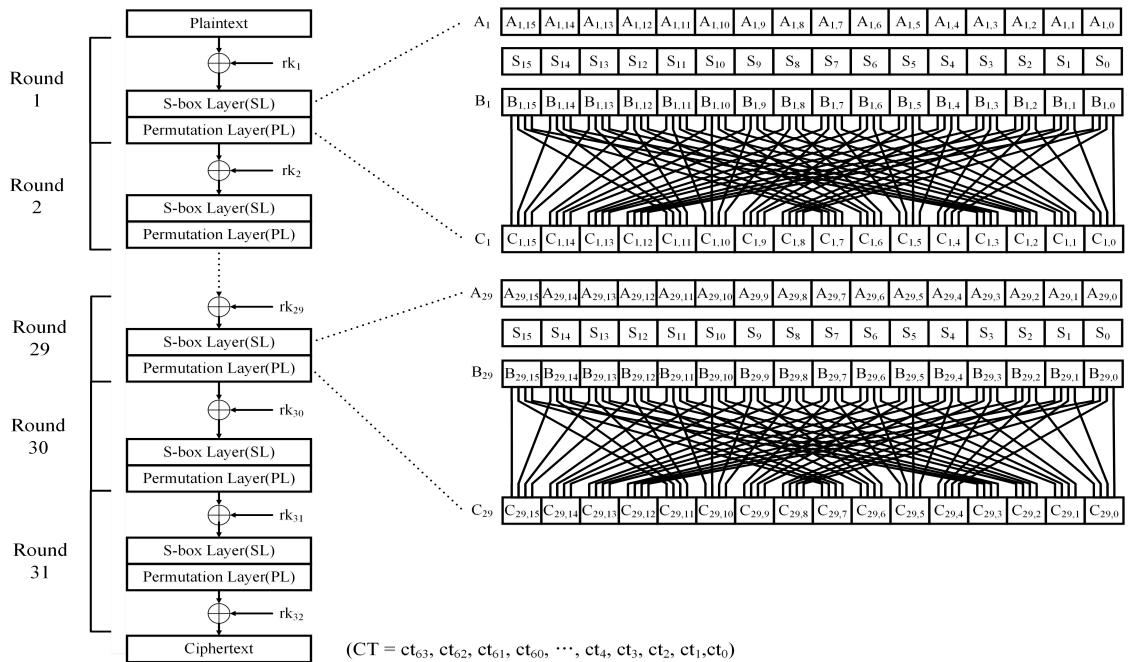 Plaintext
Round
1
rk₁
S-box Layer(SL)
Permutation Layer(PL)
Round
2
rk₂
S-box Layer(SL)
Permutation Layer(PL)
Round
29
rk₂₉
S-box Layer(SL)
Permutation Layer(PL)
Round
30
rk₃₀
S-box Layer(SL)
Permutation Layer(PL)
Round
31
rk₃₁
S-box Layer(SL)
Permutation Layer(PL)
rk₃₂
Ciphertext
A₁ A₁,₁₅ A₁,₁₄ A₁,₁₃ A₁,₁₂ A₁,₁₁ A₁,₁₀ A₁,₉ A₁,₈ A₁,₇ A₁,₆ A₁,₅ A₁,₄ A₁,₃ A₁,₂ A₁,₁ A₁,₀
S₁₅ S₁₄ S₁₃ S₁₂ S₁₁ S₁₀ S₉ S₈ S₇ S₆ S₅ S₄ S₃ S₂ S₁ S₀
B₁ B₁,₁₅ B₁,₁₄ B₁,₁₃ B₁,₁₂ B₁,₁₁ B₁,₁₀ B₁,₉ B₁,₈ B₁,₇ B₁,₆ B₁,₅ B₁,₄ B₁,₃ B₁,₂ B₁,₁ B₁,₀
C₁ C₁,₁₅ C₁,₁₄ C₁,₁₃ C₁,₁₂ C₁,₁₁ C₁,₁₀ C₁,₉ C₁,₈ C₁,₇ C₁,₆ C₁,₅ C₁,₄ C₁,₃ C₁,₂ C₁,₁ C₁,₀
A₂₉ A₂₉,₁₅ A₂₉,₁₄ A₂₉,₁₃ A₂₉,₁₂ A₂₉,₁₁ A₂₉,₁₀ A₂₉,₉ A₂₉,₈ A₂₉,₇ A₂₉,₆ A₂₉,₅ A₂₉,₄ A₂₉,₃ A₂₉,₂ A₂₉,₁ A₂₉,₀
S₁₅ S₁₄ S₁₃ S₁₂ S₁₁ S₁₀ S₉ S₈ S₇ S₆ S₅ S₄ S₃ S₂ S₁ S₀
B₂₉ B₂₉,₁₅ B₂₉,₁₄ B₂₉,₁₃ B₂₉,₁₂ B₂₉,₁₁ B₂₉,₁₀ B₂₉,₉ B₂₉,₈ B₂₉,₇ B₂₉,₆ B₂₉,₅ B₂₉,₄ B₂₉,₃ B₂₉,₂ B₂₉,₁ B₂₉,₀
C₂₉ C₂₉,₁₅ C₂₉,₁₄ C₂₉,₁₃ C₂₉,₁₂ C₂₉,₁₁ C₂₉,₁₀ C₂₉,₉ C₂₉,₈ C₂₉,₇ C₂₉,₆ C₂₉,₅ C₂₉,₄ C₂₉,₃ C₂₉,₂ C₂₉,₁ C₂₉,₀
(CT = ct₆₃, ct₆₂, ct₆₁, ct₆₀, ···, ct₄, ct₃, ct₂, ct₁,ct₀)